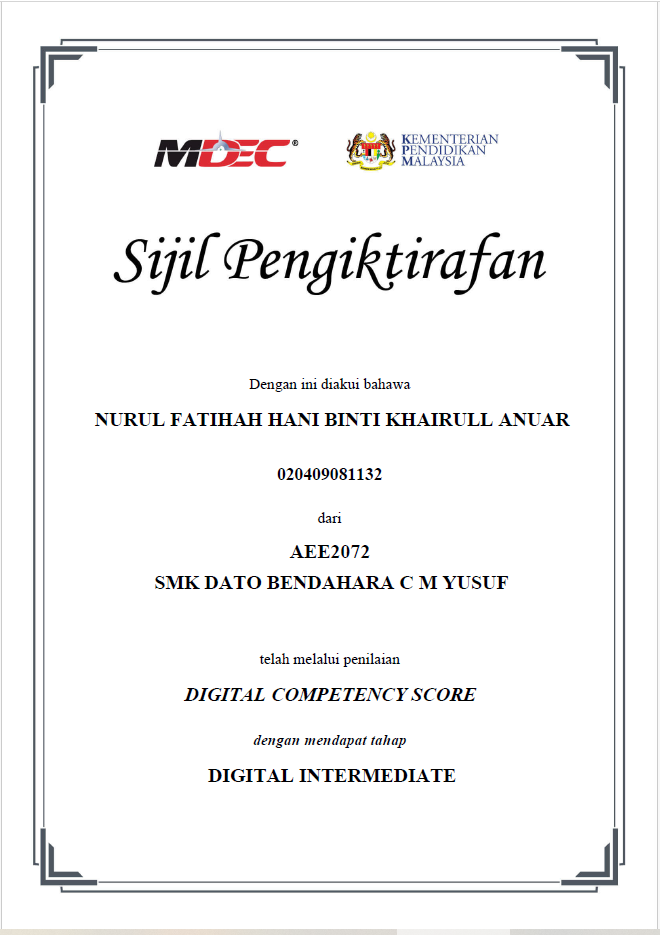 MDEC®
KEMENTERIAN
PENDIDIKAN
MALAYSIA
Sijil Pengiktirafan
Dengan ini diakui bahawa
NURUL FATIHAH HANI BINTI KHAIRULL ANUAR
020409081132
dari
AEE2072
SMK DATO BENDAHARA C M YUSUF
telah melalui penilaian
DIGITAL COMPETENCY SCORE
dengan mendapat tahap
DIGITAL INTERMEDIATE